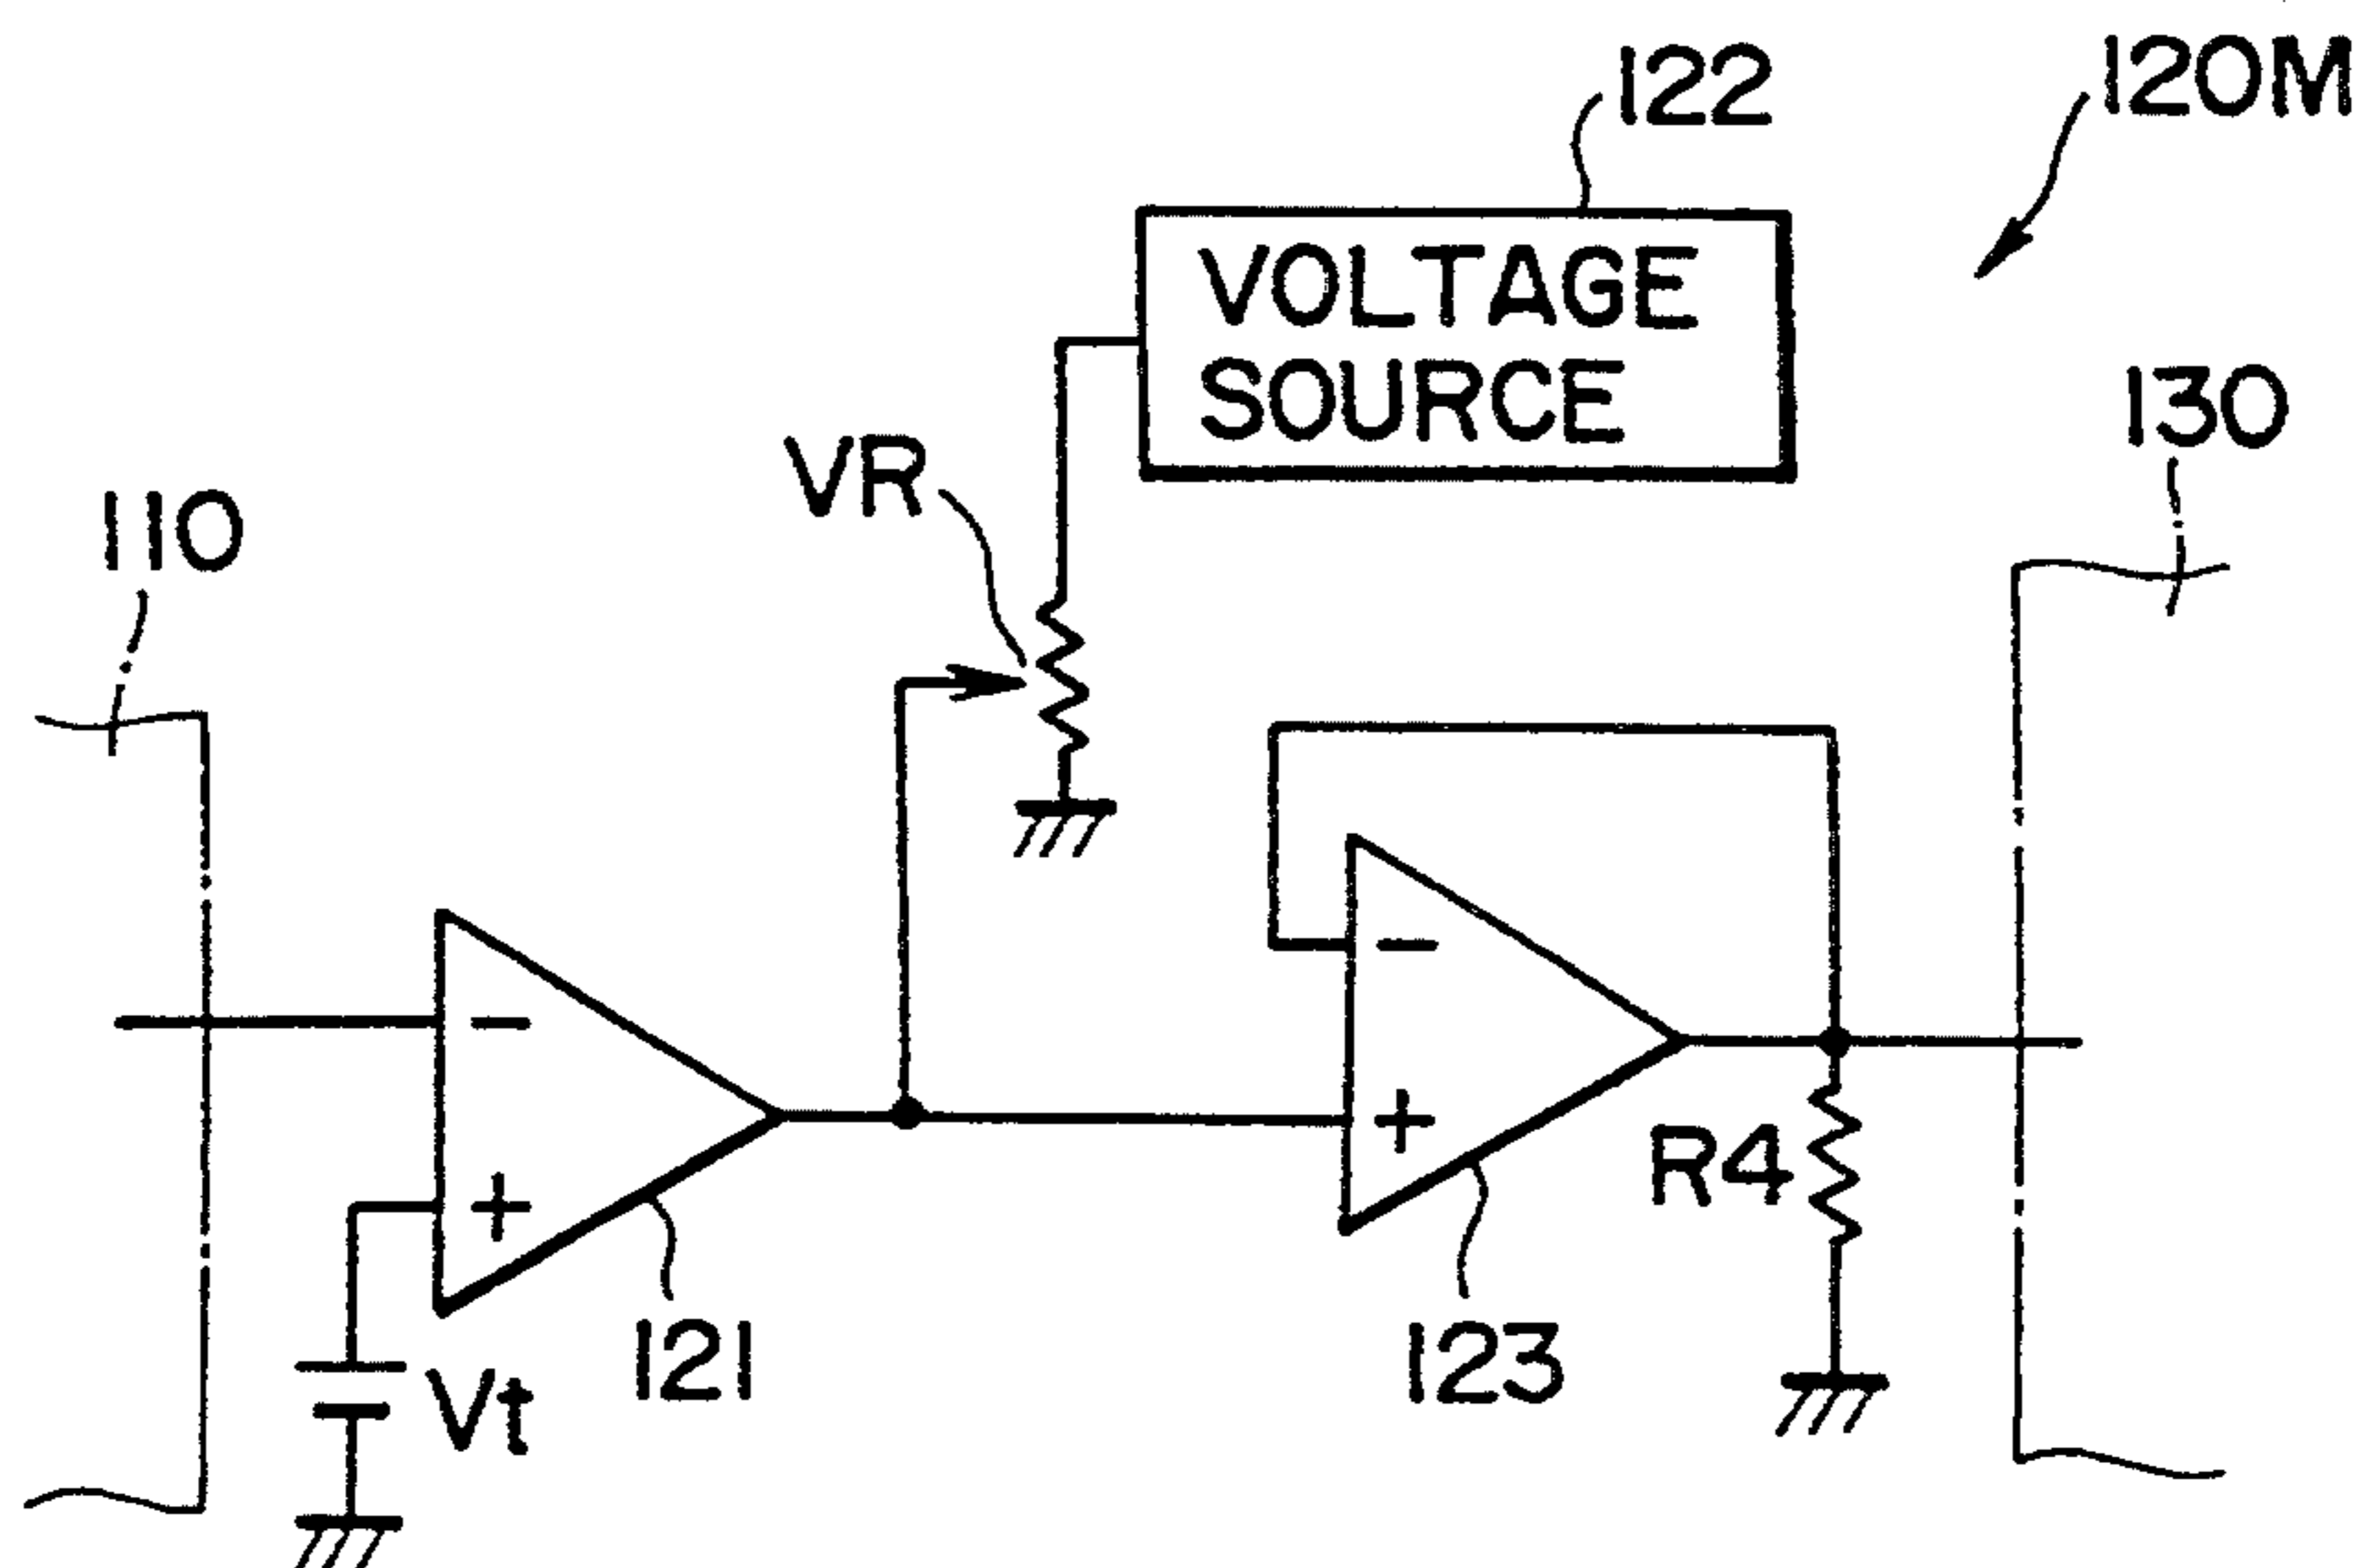 122
120M
VOLTAGE
SOURCE
130
VR
110
−
−
+
R4
+
121
123
Vt